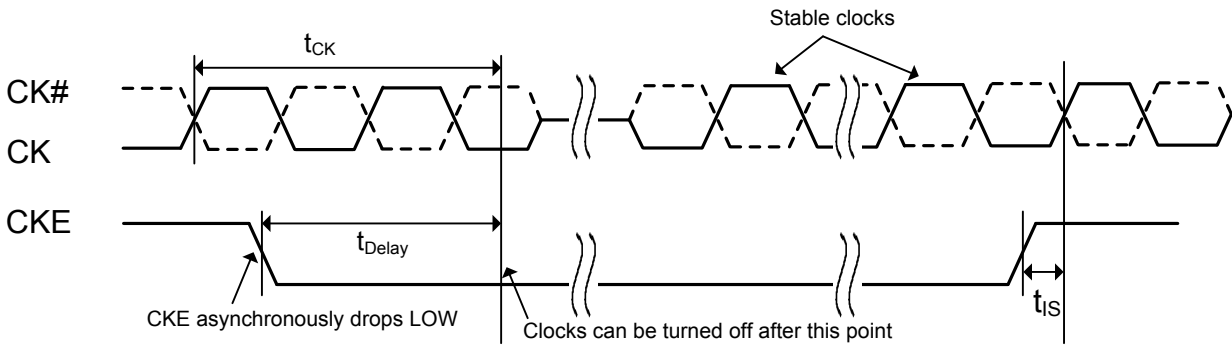 Stable clocks
tCK
CK#
CK
CKE
tDelay
tIS
CKE asynchronously drops LOW
Clocks can be turned off after this point